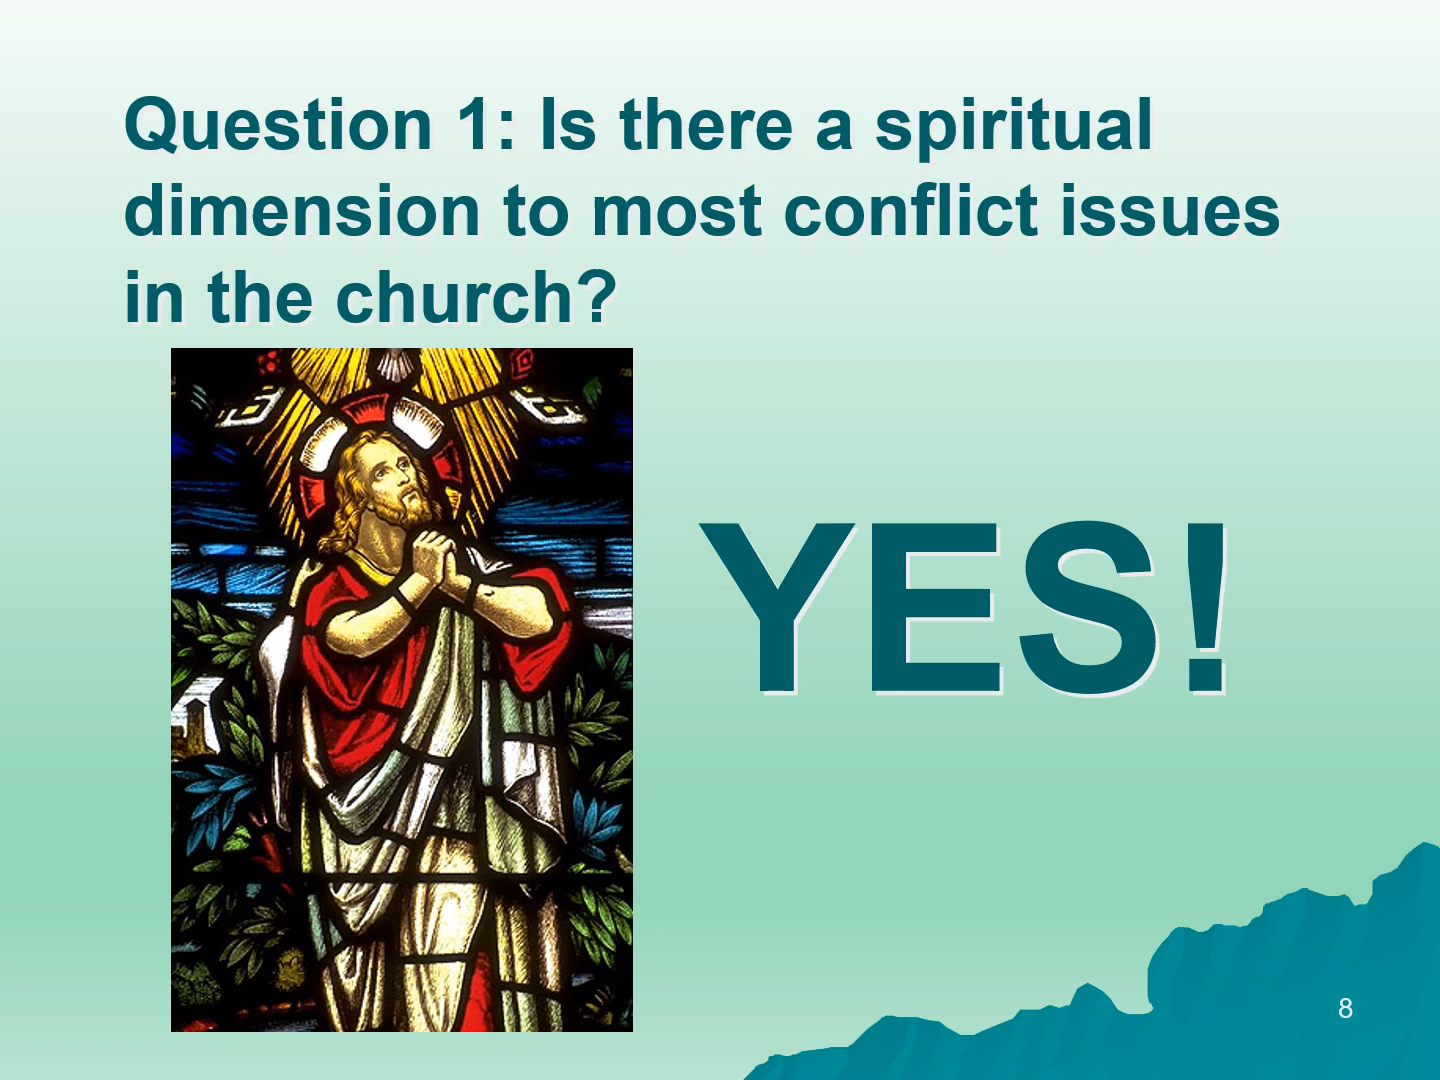 Question 1: Is there a spiritual
dimension to most conflict issues
in the church?
YES!
8